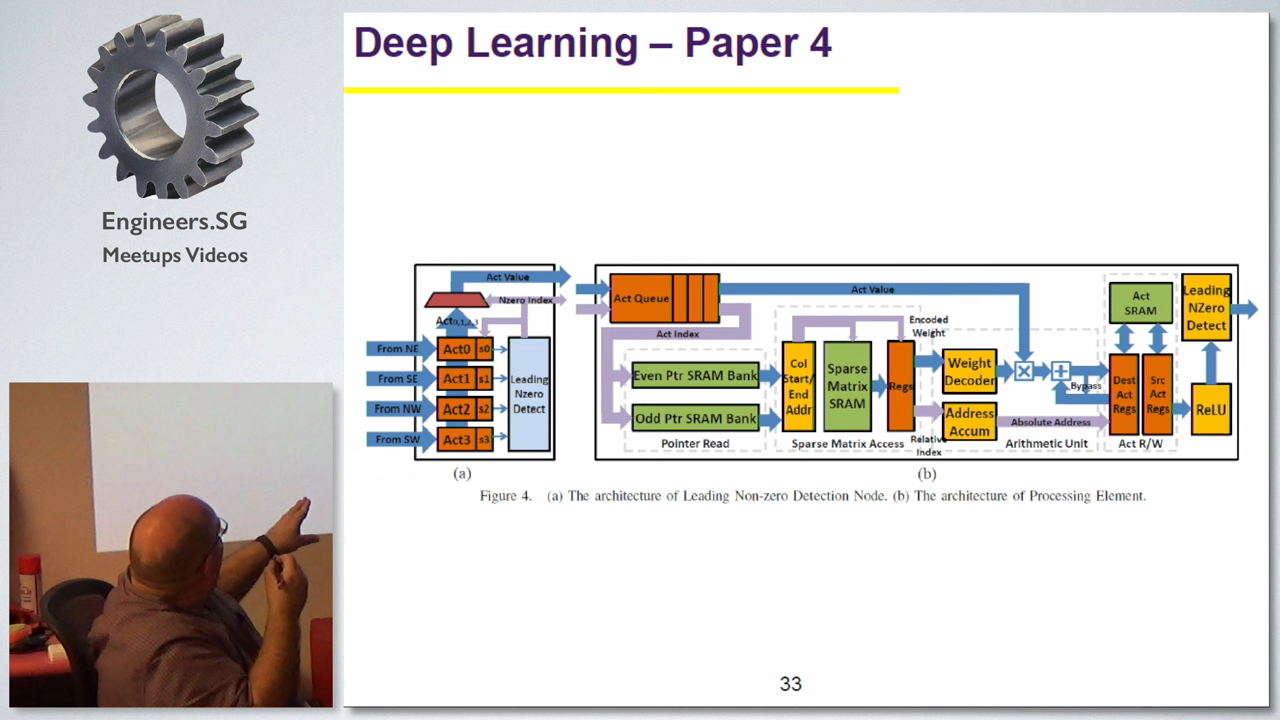 Engineers.SG
Meetups Videos
Deep Learning – Paper 4
Act Value
Nzero Index
Act0,1,2,3
From NE
Act0
s0
From SE
Act1
s1
From NW
Act2
s2
From SW
Act3
s3
Leading
Nzero
Detect
(a)
Act Queue
Act Value
Act Index
Even Ptr SRAM Bank
Odd Ptr SRAM Bank
Pointer Read
Col
Start/
End
Addr
Sparse
Matrix
SRAM
Regs
Sparse Matrix Access
Encoded
Weight
Relative
Index
Weight
Decoder
Address
Accum
Bypass
Absolute Address
Arithmetic Unit
Act
SRAM
Dest
Act
Regs
Src
Act
Regs
Act R/W
Leading
NZero
Detect
ReLU
(b)
Figure 4. (a) The architecture of Leading Non-zero Detection Node. (b) The architecture of Processing Element.
33